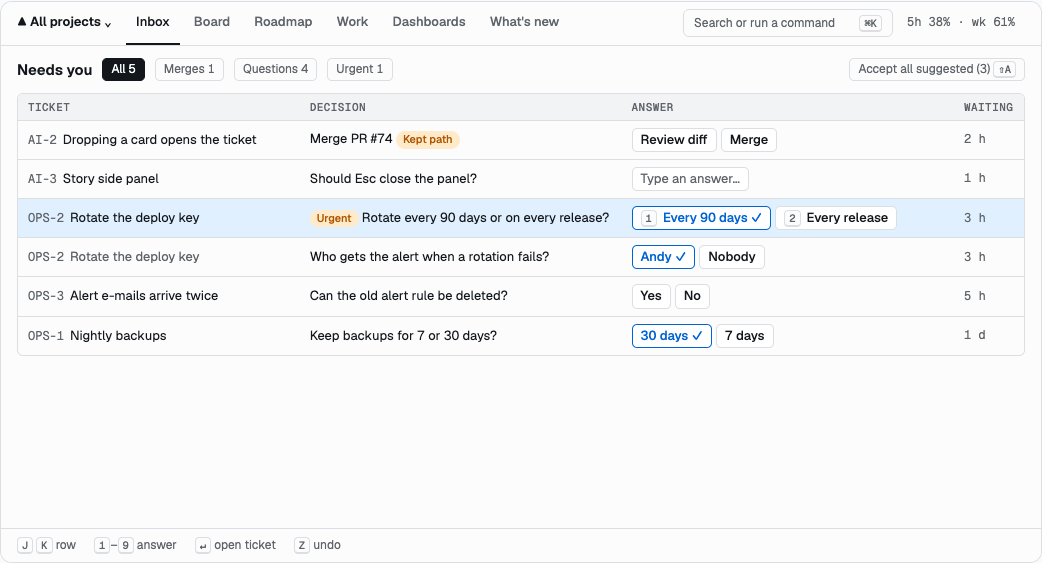 ▲ All projects ⌄ Inbox Board Roadmap Work Dashboards What's new Search or run a command ⌘K 5h 38% · wk 61%
Needs you All 5 Merges 1 Questions 4 Urgent 1 Accept all suggested (3) ⇧A
TICKET DECISION ANSWER WAITING
AI-2 Dropping a card opens the ticket Merge PR #74 Kept path Review diff Merge 2 h
AI-3 Story side panel Should Esc close the panel? Type an answer… 1 h
OPS-2 Rotate the deploy key Urgent Rotate every 90 days or on every release? 1 Every 90 days ✓ 2 Every release 3 h
OPS-2 Rotate the deploy key Who gets the alert when a rotation fails? Andy ✓ Nobody 3 h
OPS-3 Alert e-mails arrive twice Can the old alert rule be deleted? Yes No 5 h
OPS-1 Nightly backups Keep backups for 7 or 30 days? 30 days ✓ 7 days 1 d
J K row 1–9 answer ↵ open ticket Z undo